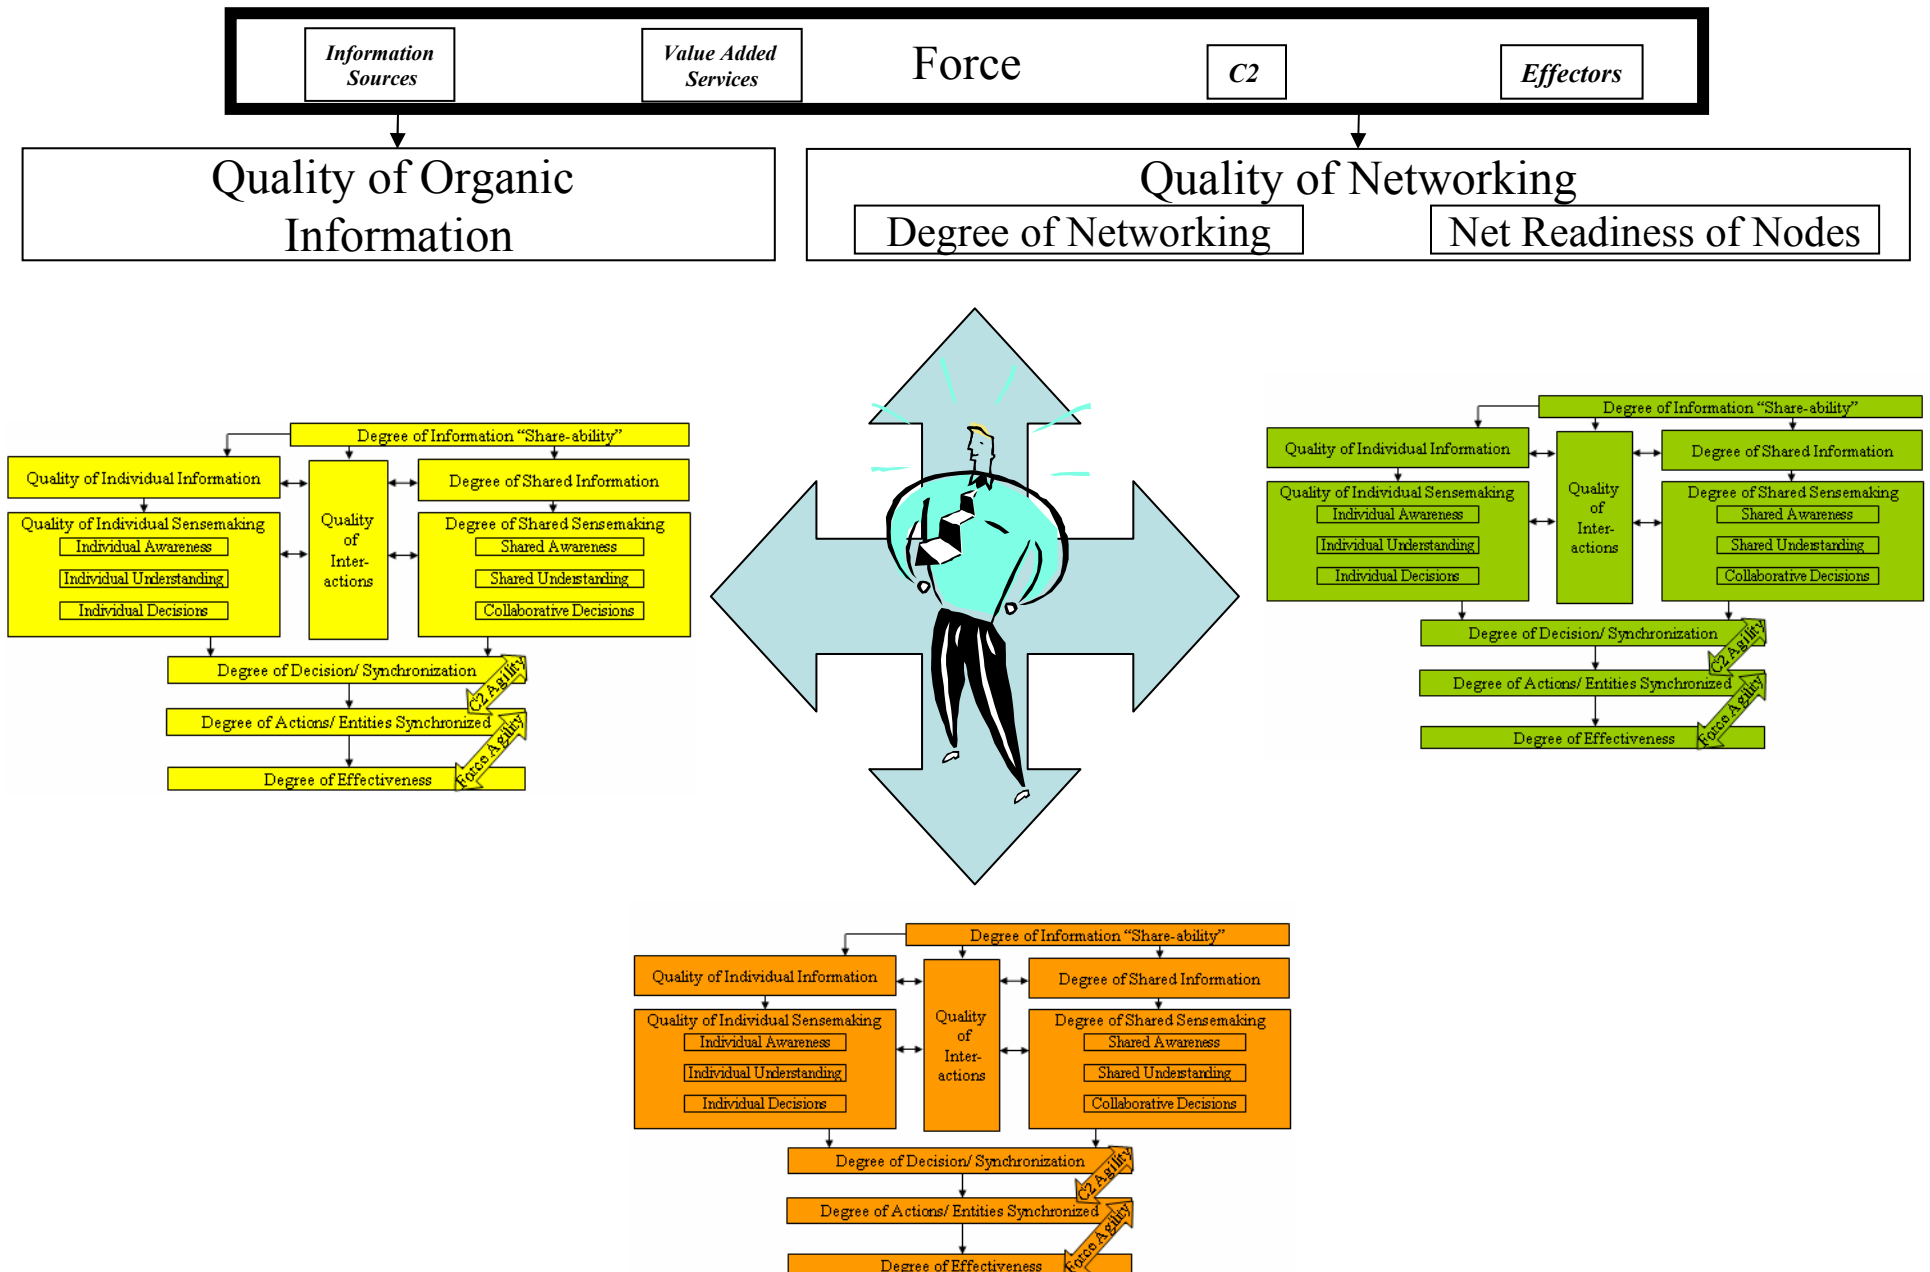 Information
Sources
Value Added
Services
Force
C2
Effectors
Quality of Organic
Information
Quality of Networking
Degree of Networking
Net Readiness of Nodes
Degree of Information “Share-ability”
Quality of Individual Information
Degree of Shared Information
Quality of Individual Sensemaking
Individual Awareness
Individual Understanding
Individual Decisions
Quality
of
Inter-
actions
Degree of Shared Sensemaking
Shared Awareness
Shared Understanding
Collaborative Decisions
Degree of Decision/ Synchronization
C2 Agility
Degree of Actions/ Entities Synchronized
Force Agility
Degree of Effectiveness
Degree of Information “Share-ability”
Quality of Individual Information
Degree of Shared Information
Quality of Individual Sensemaking
Individual Awareness
Individual Understanding
Individual Decisions
Quality
of
Inter-
actions
Degree of Shared Sensemaking
Shared Awareness
Shared Understanding
Collaborative Decisions
Degree of Decision/ Synchronization
C2 Agility
Degree of Actions/ Entities Synchronized
Force Agility
Degree of Effectiveness
Degree of Information “Share-ability”
Quality of Individual Information
Degree of Shared Information
Quality of Individual Sensemaking
Individual Awareness
Individual Understanding
Individual Decisions
Quality
of
Inter-
actions
Degree of Shared Sensemaking
Shared Awareness
Shared Understanding
Collaborative Decisions
Degree of Decision/ Synchronization
C2 Agility
Degree of Actions/ Entities Synchronized
Force Agility
Degree of Effectiveness